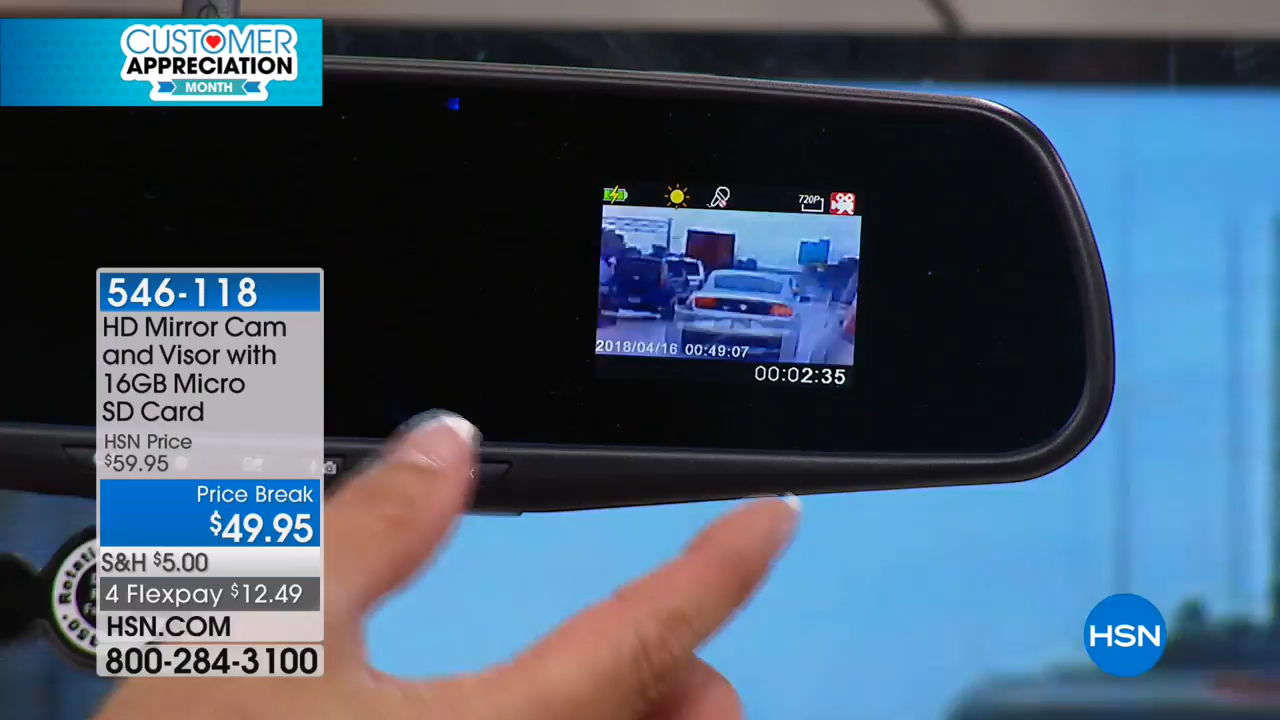 CUSTOMER
APPRECIATION
MONTH
720P
2018/04/16 00:49:07
00:02:35
546-118
HD Mirror Cam
and Visor with
16GB Micro
SD Card
HSN Price
$59.95
Price Break
$49.95
S&H $5.00
4 Flexpay $12.49
HSN.COM
800-284-3100
HSN